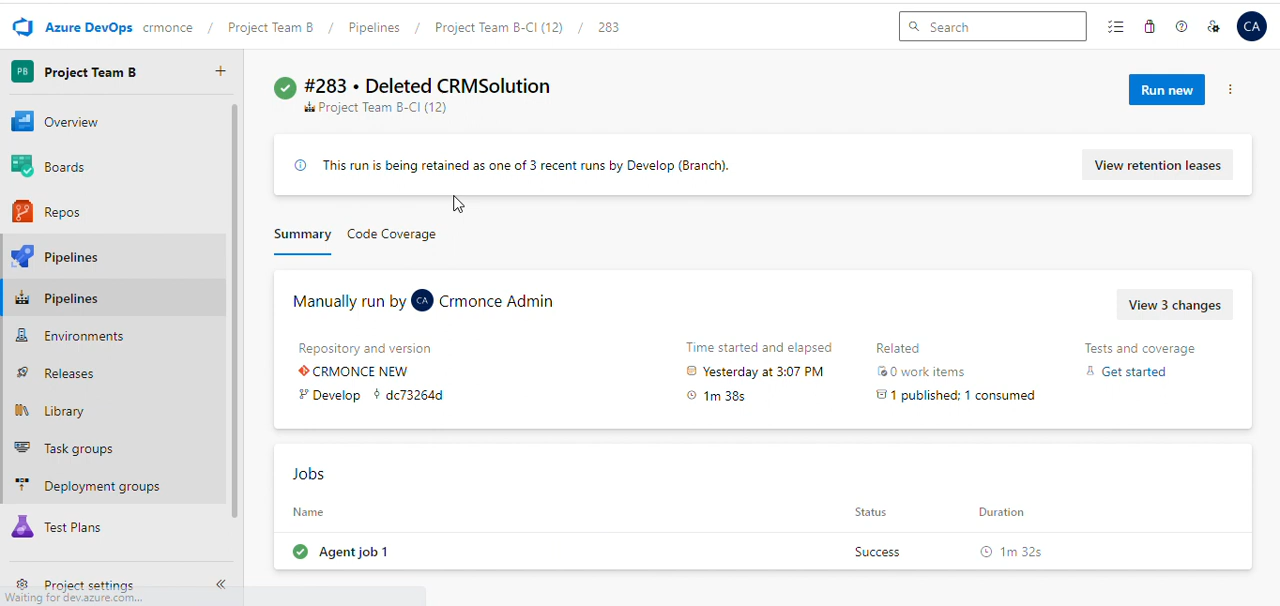 Azure DevOps crmonce / Project Team B / Pipelines / Project Team B-CI (12) / 283 Search CA
PB Project Team B +
Overview
Boards
Repos
Pipelines
Pipelines
Environments
Releases
Library
Task groups
Deployment groups
Test Plans
Project settings «
Waiting for dev.azure.com...
#283 • Deleted CRMSolution
Project Team B-CI (12)
Run new
This run is being retained as one of 3 recent runs by Develop (Branch).
View retention leases
Summary Code Coverage
Manually run by CA Crmonce Admin
View 3 changes
Repository and version
CRMONCE NEW
Develop dc73264d
Time started and elapsed
Yesterday at 3:07 PM
1m 38s
Related
0 work items
1 published; 1 consumed
Tests and coverage
Get started
Jobs
Name Status Duration
Agent job 1 Success 1m 32s